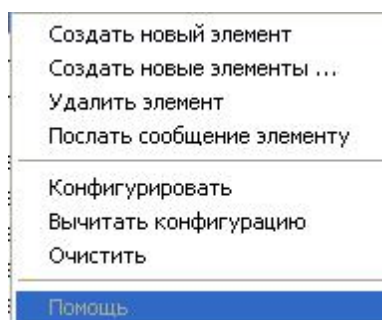 Создать новый элемент
Создать новые элементы ...
Удалить элемент
Послать сообщение элементу
Конфигурировать
Вычитать конфигурацию
Очистить
Помощь